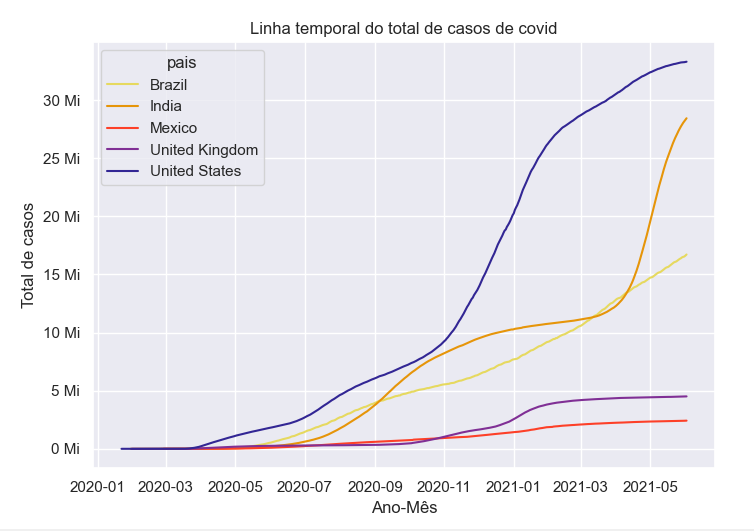 Linha temporal do total de casos de covid
pais
Brazil
India
Mexico
United Kingdom
United States
30 Mi
25 Mi
20 Mi
15 Mi
10 Mi
5 Mi
0 Mi
Total de casos
2020-01 2020-03 2020-05 2020-07 2020-09 2020-11 2021-01 2021-03 2021-05
Ano-Mês